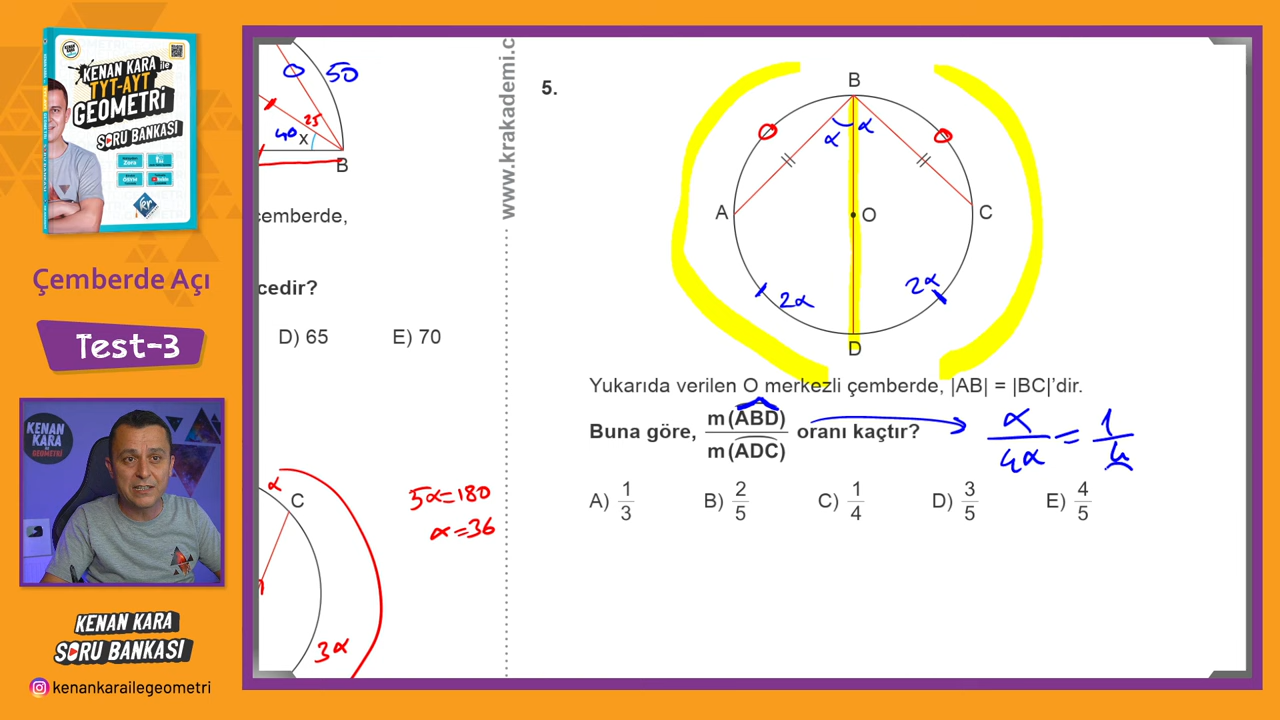 KENAN KARA ile
TYT-AYT
GEOMETRİ
SORU BANKASI
Çemberde Açı
Test-3
KENAN KARA
SORU BANKASI
kenankarailegeometri
50
25
40
x
B
çemberde,
cedir?
D) 65
E) 70
α
C
3α
5α=180
α=36
www.krakademi.c
5.
B
α
α
A
O
C
2α
2α
D
Yukarıda verilen O merkezli çemberde, |AB| = |BC|'dir.
Buna göre, m(ABD) / m(ADC) oranı kaçtır?
α/4α = 1/4
A) 1/3
B) 2/5
C) 1/4
D) 3/5
E) 4/5